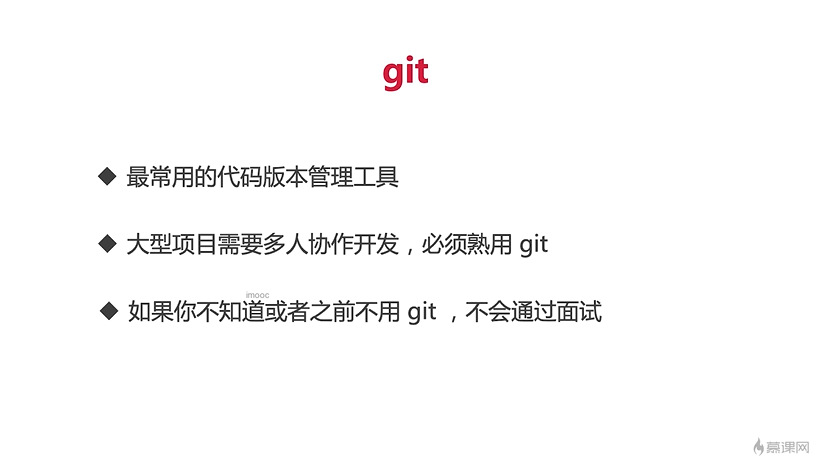 git
◆ 最常用的代码版本管理工具
◆ 大型项目需要多人协作开发，必须熟用 git
imooc
◆ 如果你不知道或者之前不用 git ，不会通过面试
慕课网